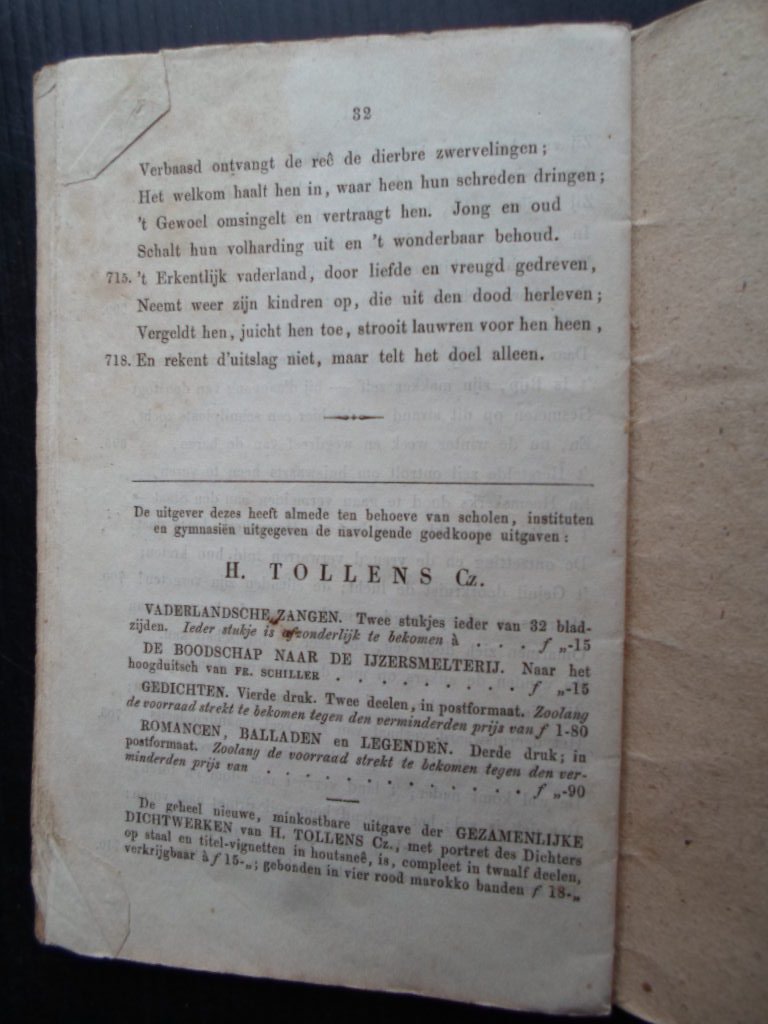 32
Verbaasd ontvangt de reê de dierbre zwervelingen;
Het welkom haalt hen in, waar heen hun schreden dringen;
't Gewoel omsingelt en vertraagt hen. Jong en oud
Schalt hun volharding uit en 't wonderbaar behoud.
715. 't Erkentlijk vaderland, door liefde en vreugd gedreven,
Neemt weer zijn kindren op, die uit den dood herleven;
Vergeldt hen, juicht hen toe, strooit lauwren voor hen heen,
718. En rekent d'uitslag niet, maar telt het doel alleen.
De uitgever dezes heeft almede ten behoeve van scholen, instituten
en gymnasiën uitgegeven de navolgende goedkoope uitgaven:
H. TOLLENS Cz.
VADERLANDSCHE ZANGEN. Twee stukjes ieder van 32 blad-
zijden. Ieder stukje is afzonderlijk te bekomen à . . . f „-15
DE BOODSCHAP NAAR DE IJZERSMELTERIJ. Naar het
hoogduitsch van FR. SCHILLER . . . . . . . . . f „-15
GEDICHTEN. Vierde druk. Twee deelen, in postformaat. Zoolang
de voorraad strekt te bekomen tegen den verminderden prijs van f 1-80
ROMANCEN, BALLADEN en LEGENDEN. Derde druk; in
postformaat. Zoolang de voorraad strekt te bekomen tegen den ver-
minderden prijs van . . . . . . . . . . . . f „-90
De geheel nieuwe, minkostbare uitgave der GEZAMENLIJKE
DICHTWERKEN van H. TOLLENS Cz., met portret des Dichters
op staal en titel-vignetten in houtsneê, is, compleet in twaalf deelen,
verkrijgbaar à f 15-„; gebonden in vier rood marokko banden f 18-„